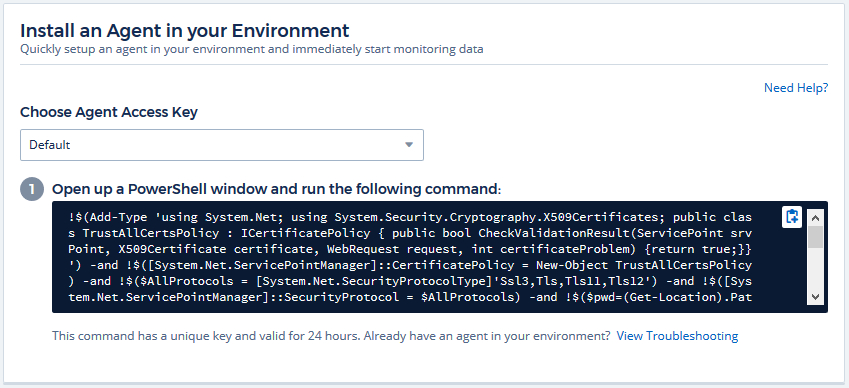 Install an Agent in your Environment
Quickly setup an agent in your environment and immediately start monitoring data
Need Help?
Choose Agent Access Key
Default
1 Open up a PowerShell window and run the following command:
!$(Add-Type 'using System.Net; using System.Security.Cryptography.X509Certificates; public clas
s TrustAllCertsPolicy : ICertificatePolicy { public bool CheckValidationResult(ServicePoint srv
Point, X509Certificate certificate, WebRequest request, int certificateProblem) {return true;}}
') -and !$([System.Net.ServicePointManager]::CertificatePolicy = New-Object TrustAllCertsPolicy
) -and !$($AllProtocols = [System.Net.SecurityProtocolType]'Ssl3,Tls,Tls11,Tls12') -and !$([Sys
tem.Net.ServicePointManager]::SecurityProtocol = $AllProtocols) -and !$($pwd=(Get-Location).Pat
This command has a unique key and valid for 24 hours. Already have an agent in your environment? View Troubleshooting